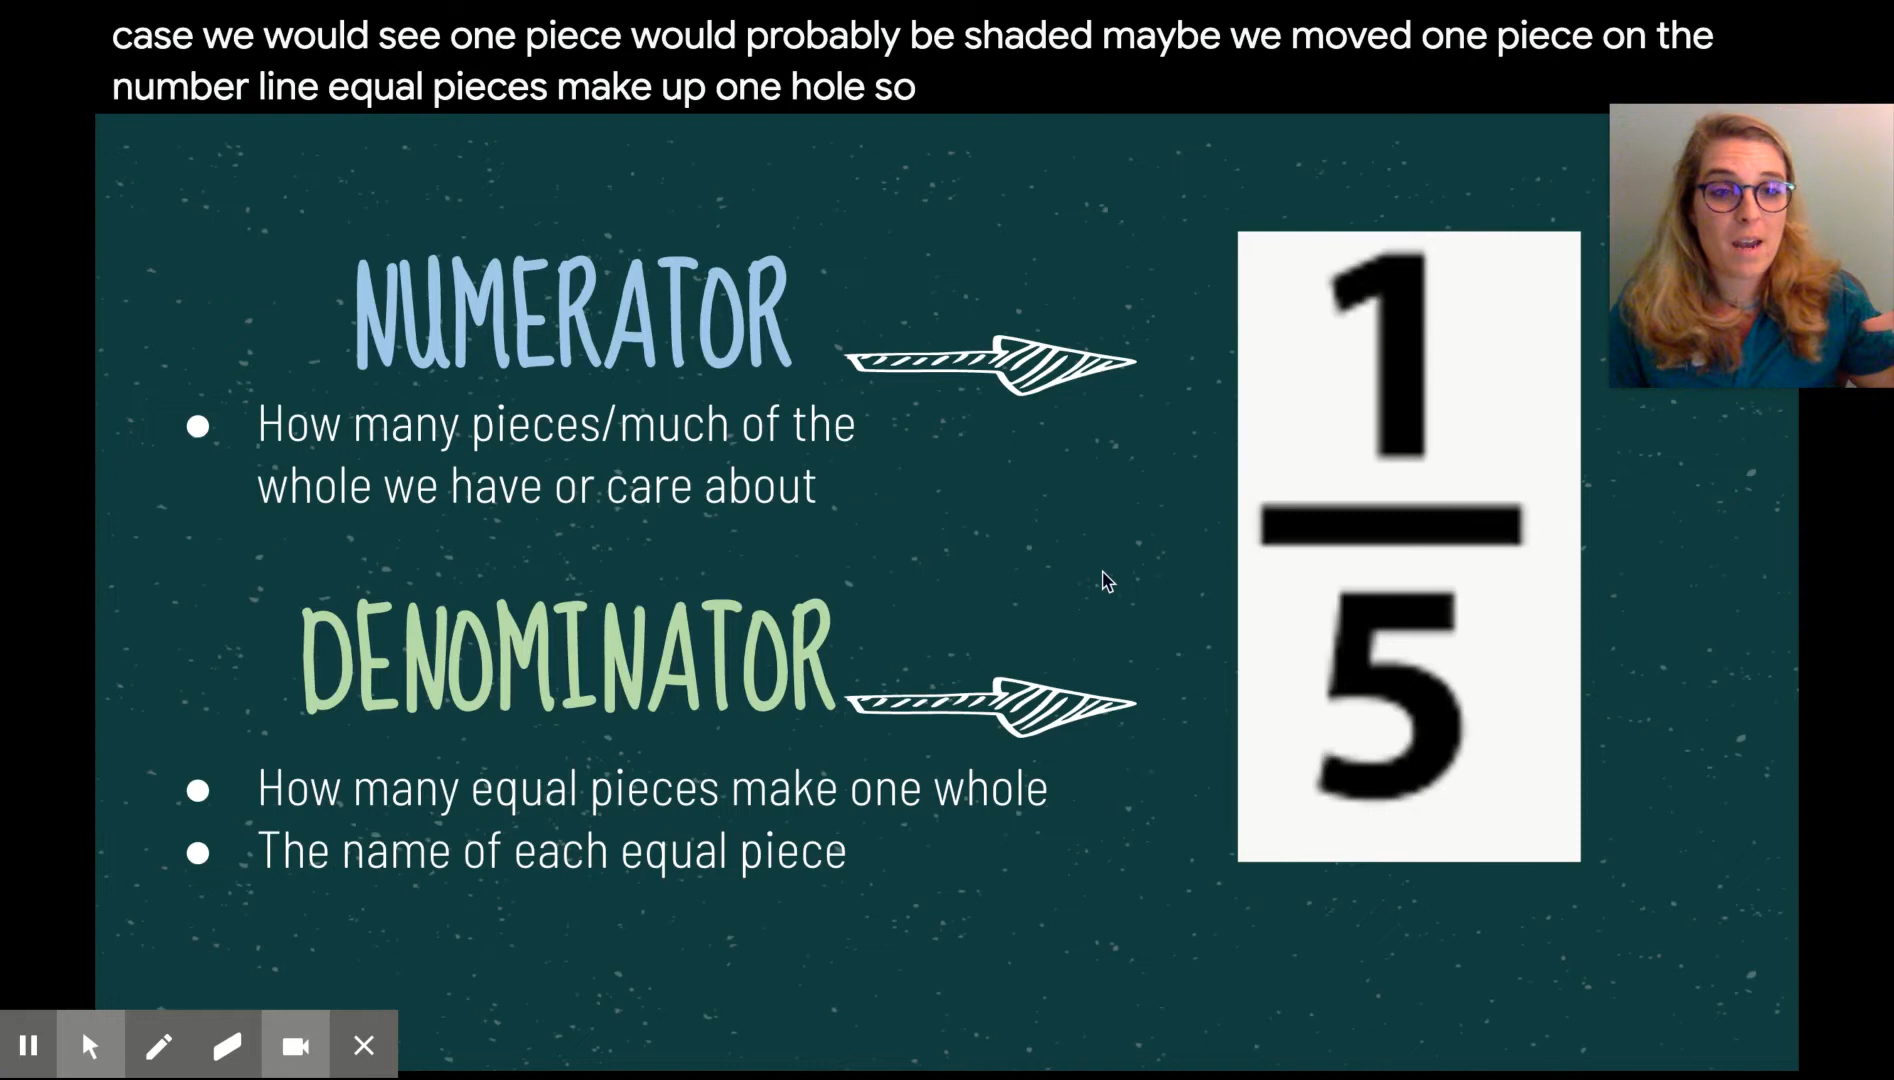 case we would see one piece would probably be shaded maybe we moved one piece on the
number line equal pieces make up one hole so
NUMERATOR
How many pieces/much of the
whole we have or care about
1
5
DENOMINATOR
How many equal pieces make one whole
The name of each equal piece